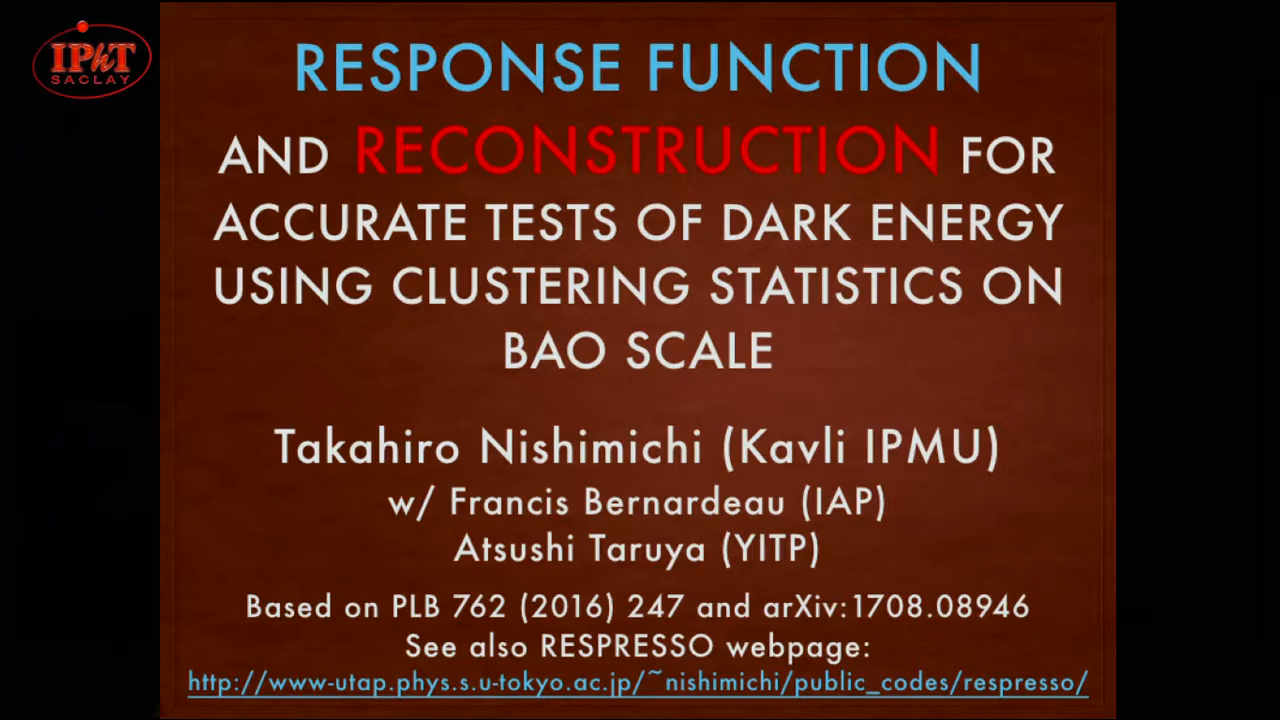 IPhT
SACLAY
RESPONSE FUNCTION
AND RECONSTRUCTION FOR
ACCURATE TESTS OF DARK ENERGY
USING CLUSTERING STATISTICS ON
BAO SCALE
Takahiro Nishimichi (Kavli IPMU)
w/ Francis Bernardeau (IAP)
Atsushi Taruya (YITP)
Based on PLB 762 (2016) 247 and arXiv:1708.08946
See also RESPRESSO webpage:
http://www-utap.phys.s.u-tokyo.ac.jp/~nishimichi/public_codes/respresso/